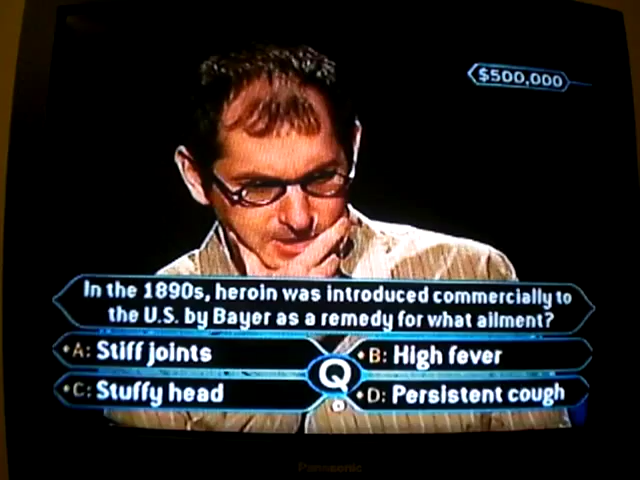 $500,000
In the 1890s, heroin was introduced commercially to
the U.S. by Bayer as a remedy for what ailment?
• A: Stiff joints
• B: High fever
Q
• C: Stuffy head
• D: Persistent cough
Panasonic